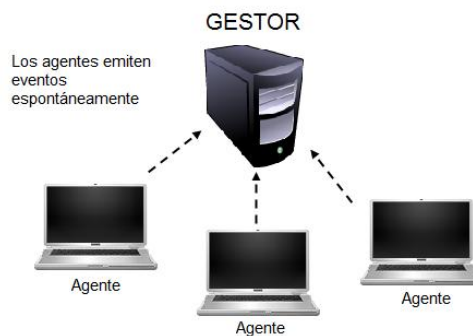 GESTOR
Los agentes emiten
eventos
espontáneamente
Agente
Agente
Agente